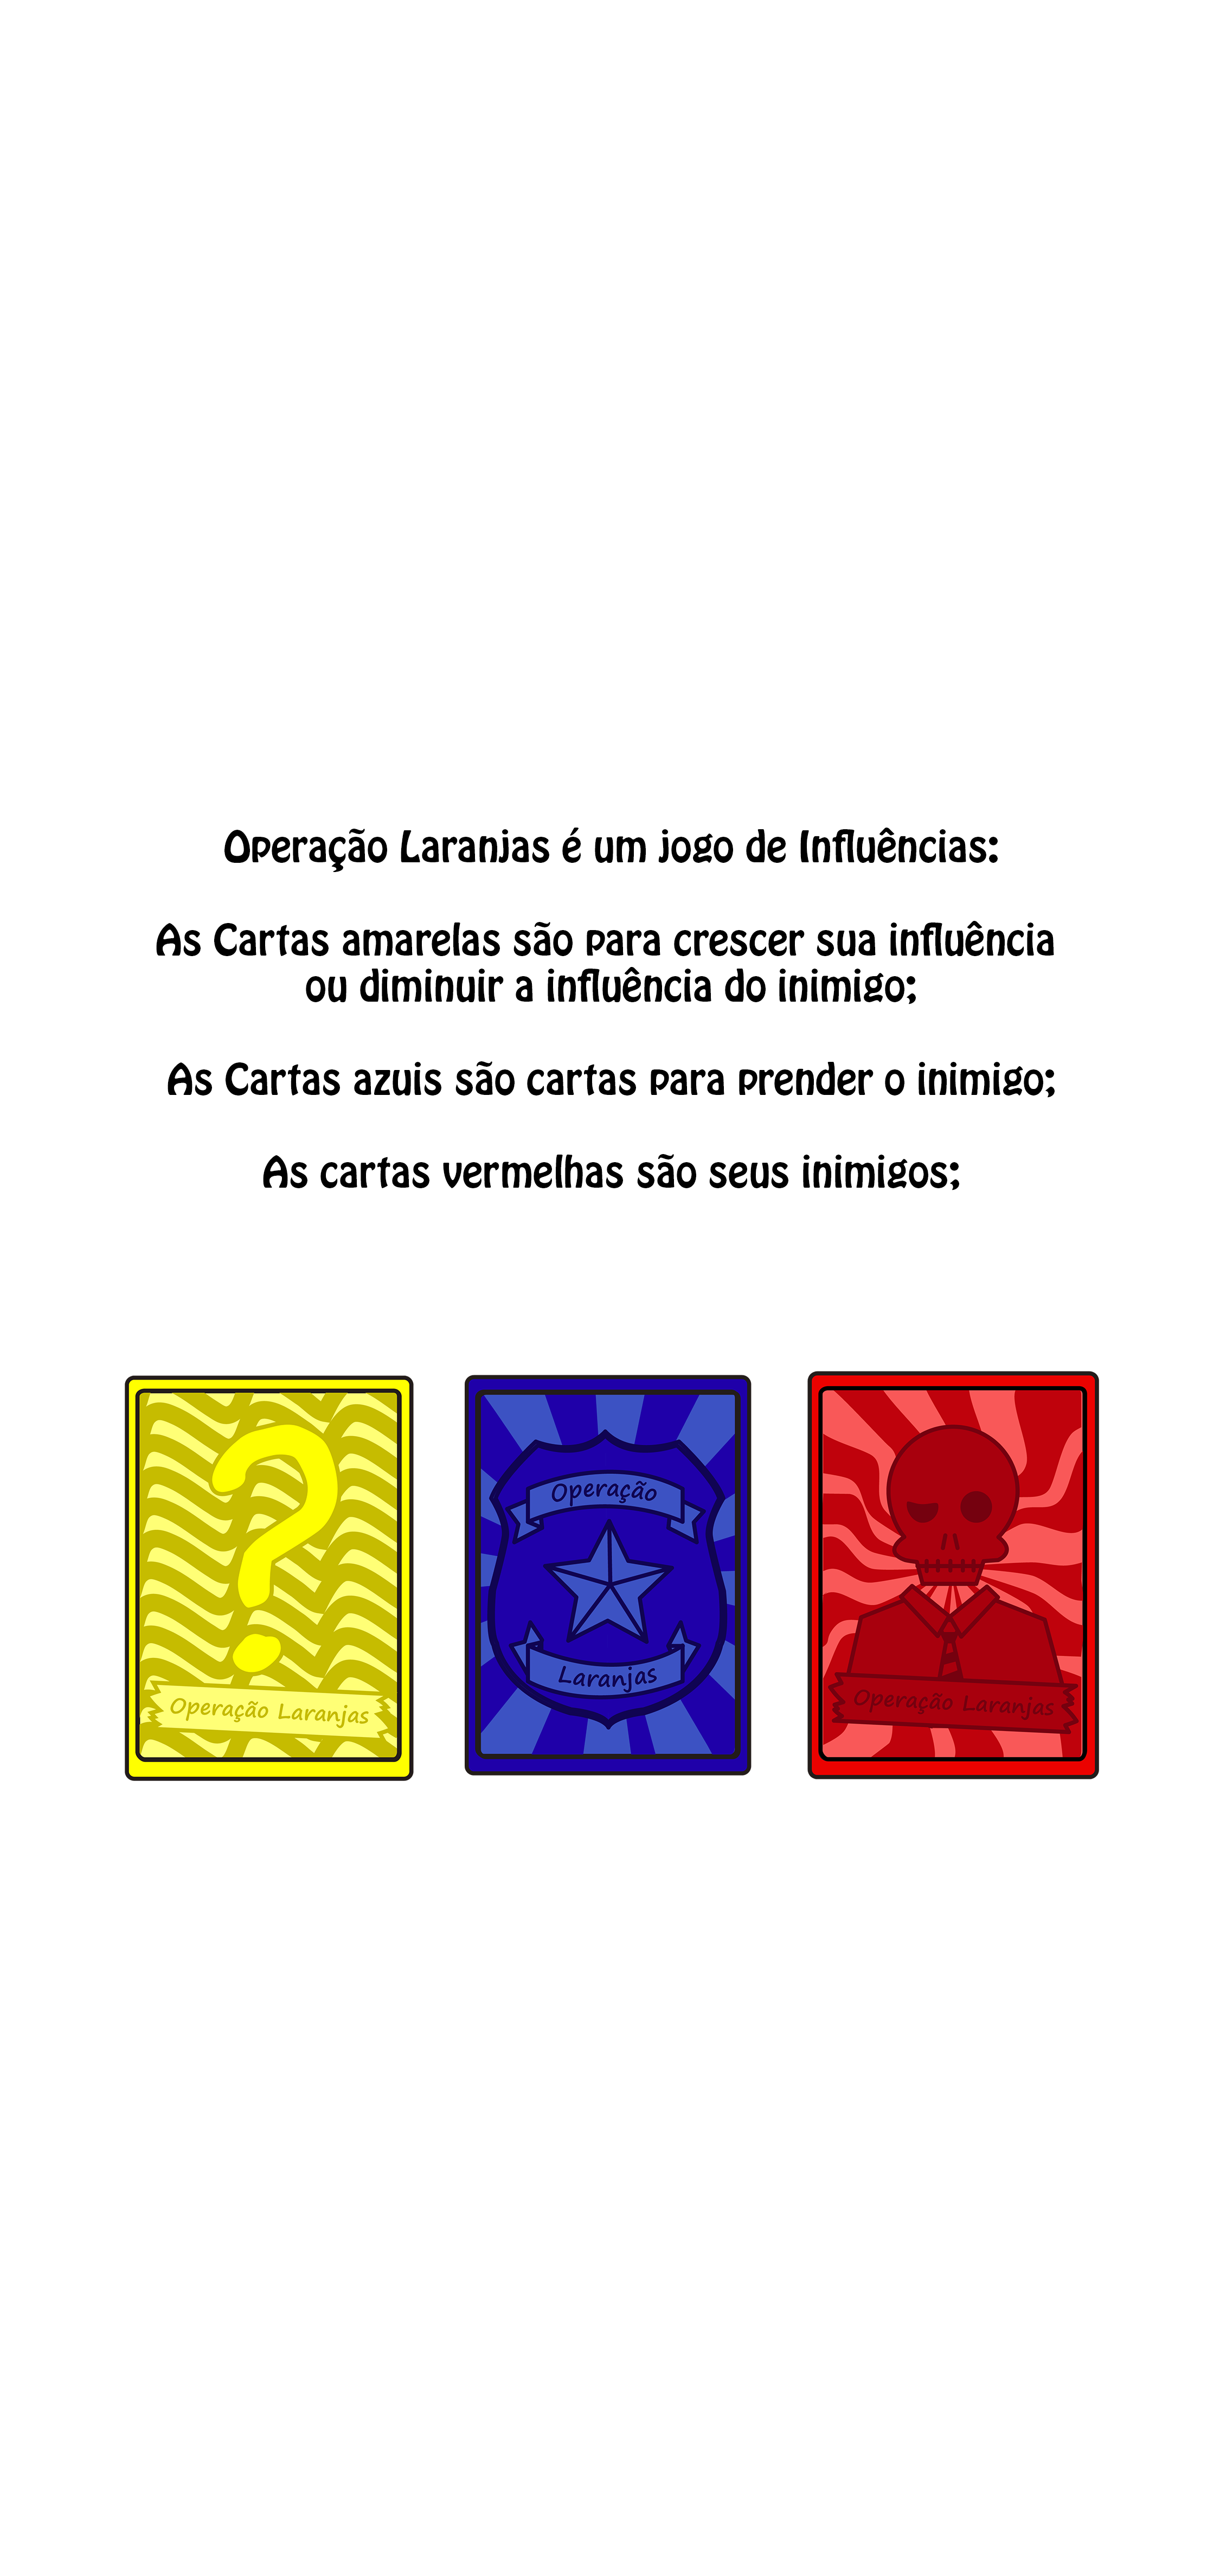 Operação Laranjas é um jogo de Influências:
As Cartas amarelas são para crescer sua influência
ou diminuir a influência do inimigo;
As Cartas azuis são cartas para prender o inimigo;
As cartas vermelhas são seus inimigos;
Operação Laranjas
Operação
Laranjas
Operação Laranjas